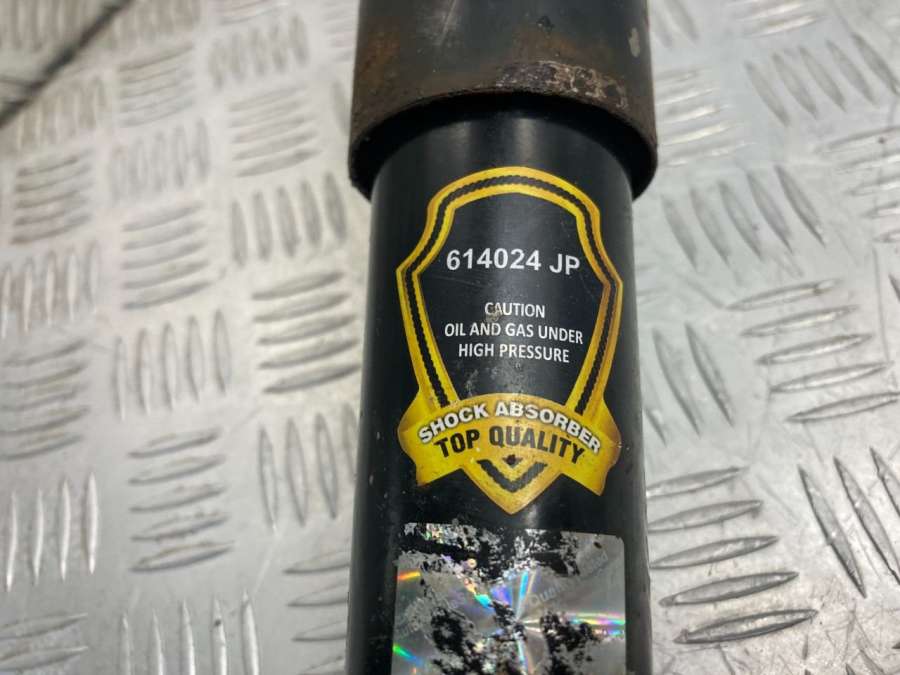 614024 JP
CAUTION
OIL AND GAS UNDER
HIGH PRESSURE
SHOCK ABSORBER
TOP QUALITY